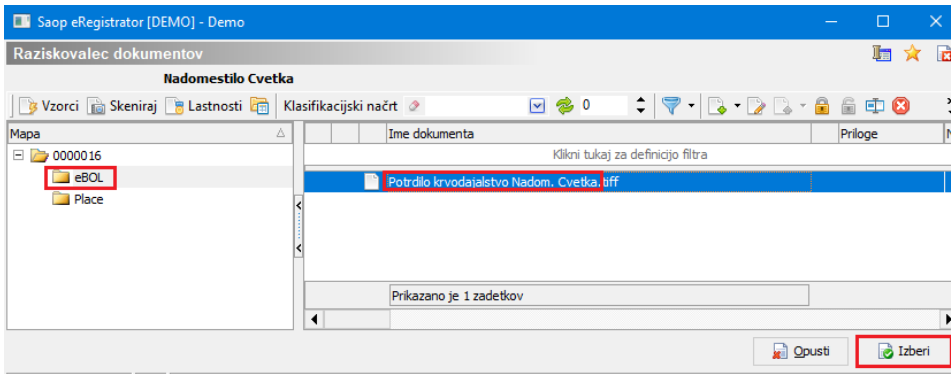 Saop eRegistrator [DEMO] - Demo
Raziskovalec dokumentov
Nadomestilo Cvetka
Vzorci Skeniraj Lastnosti Klasifikacijski načrt 0
Mapa
0000016
eBOL
Place
Ime dokumenta Priloge
Klikni tukaj za definicijo filtra
Potrdilo krvodajalstvo Nadom. Cvetka.tiff
Prikazano je 1 zadetkov
Opusti Izberi